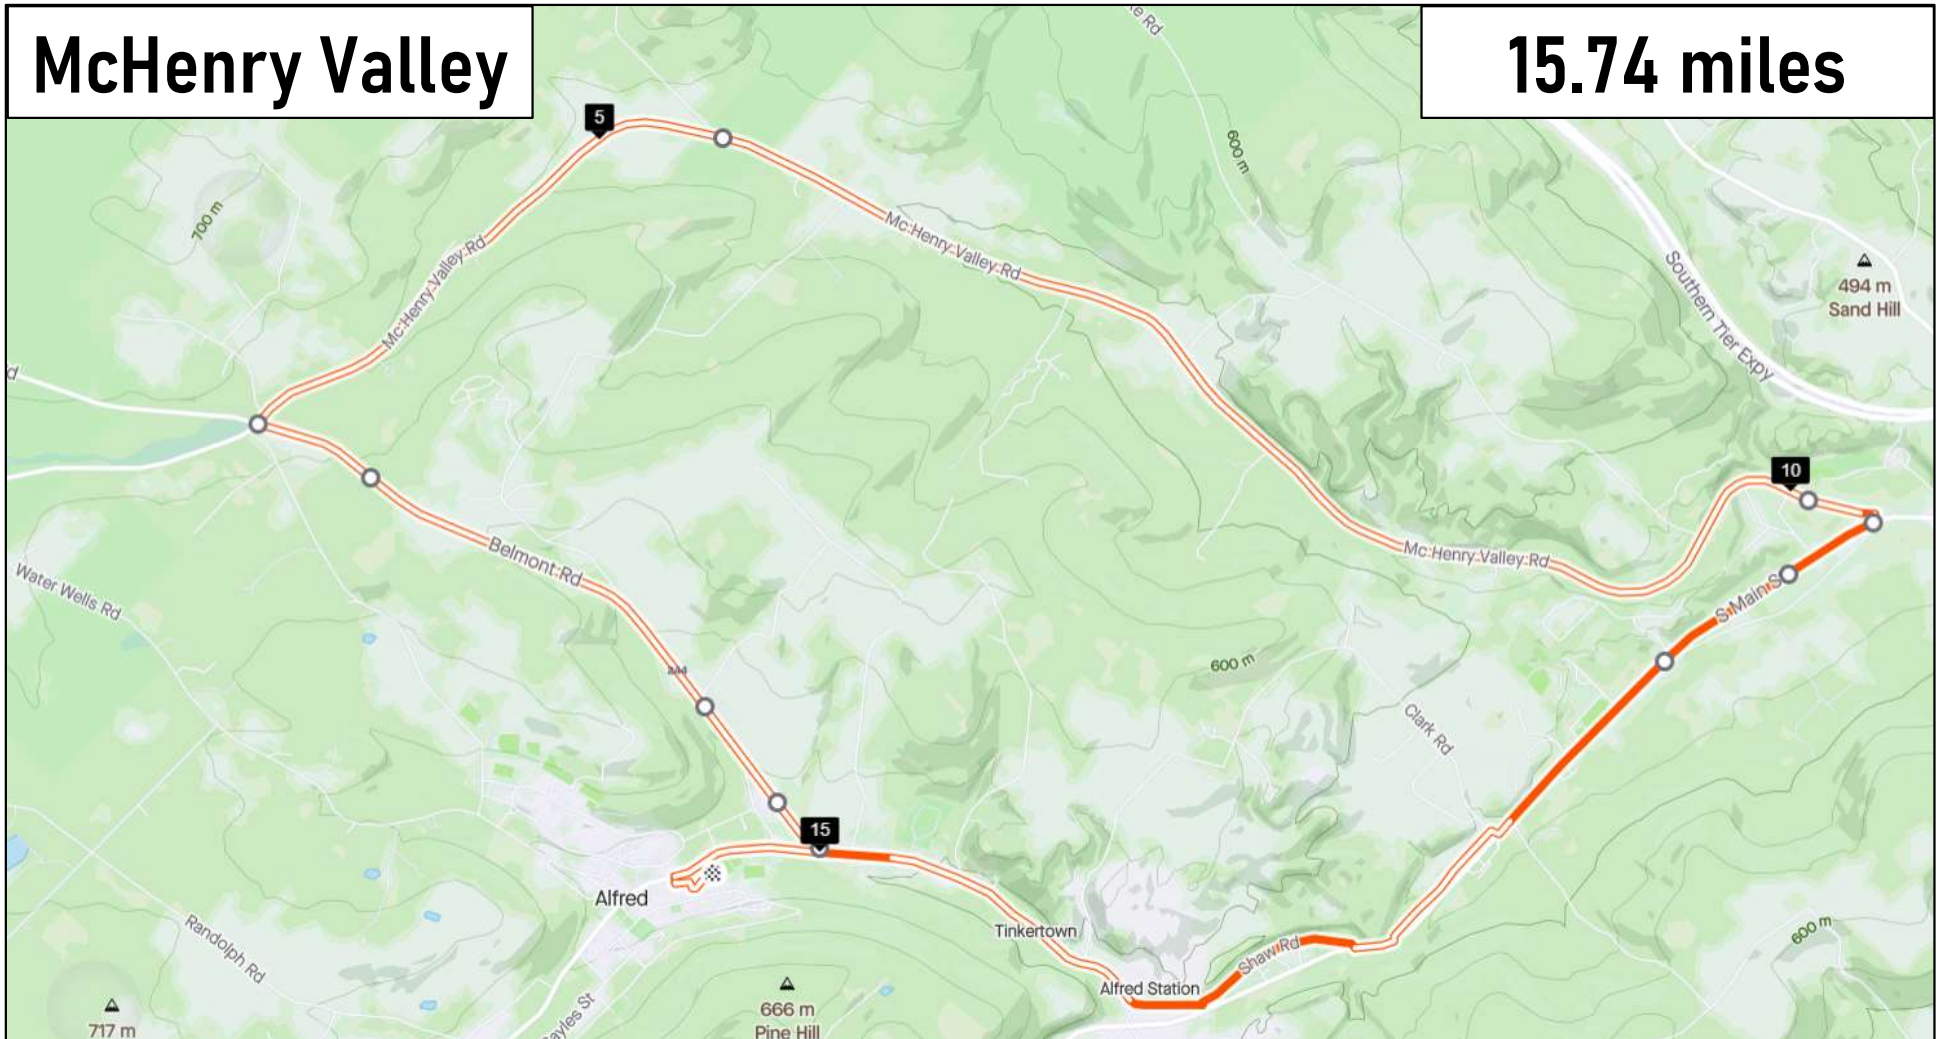 McHenry Valley
15.74 miles
5
600 m
700 m
Mc Henry Valley Rd
Mc Henry Valley Rd
Southern Tier Expy
494 m
Sand Hill
10
Belmont Rd
Mc Henry Valley Rd
Water Wells Rd
S Main St
244
600 m
Clark Rd
15
Alfred
Tinkertown
Shaw Rd
600 m
Randolph Rd
Alfred Station
717 m
666 m
Pine Hill